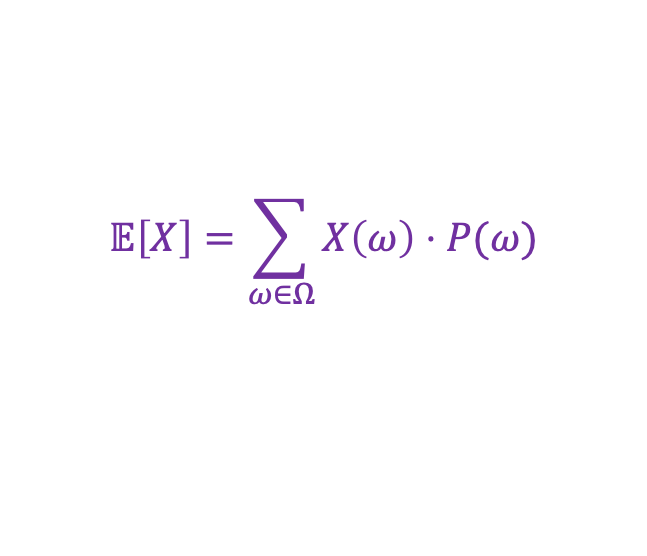 𝔼[X] = ∑_{ω∈Ω} X(ω) · P(ω)